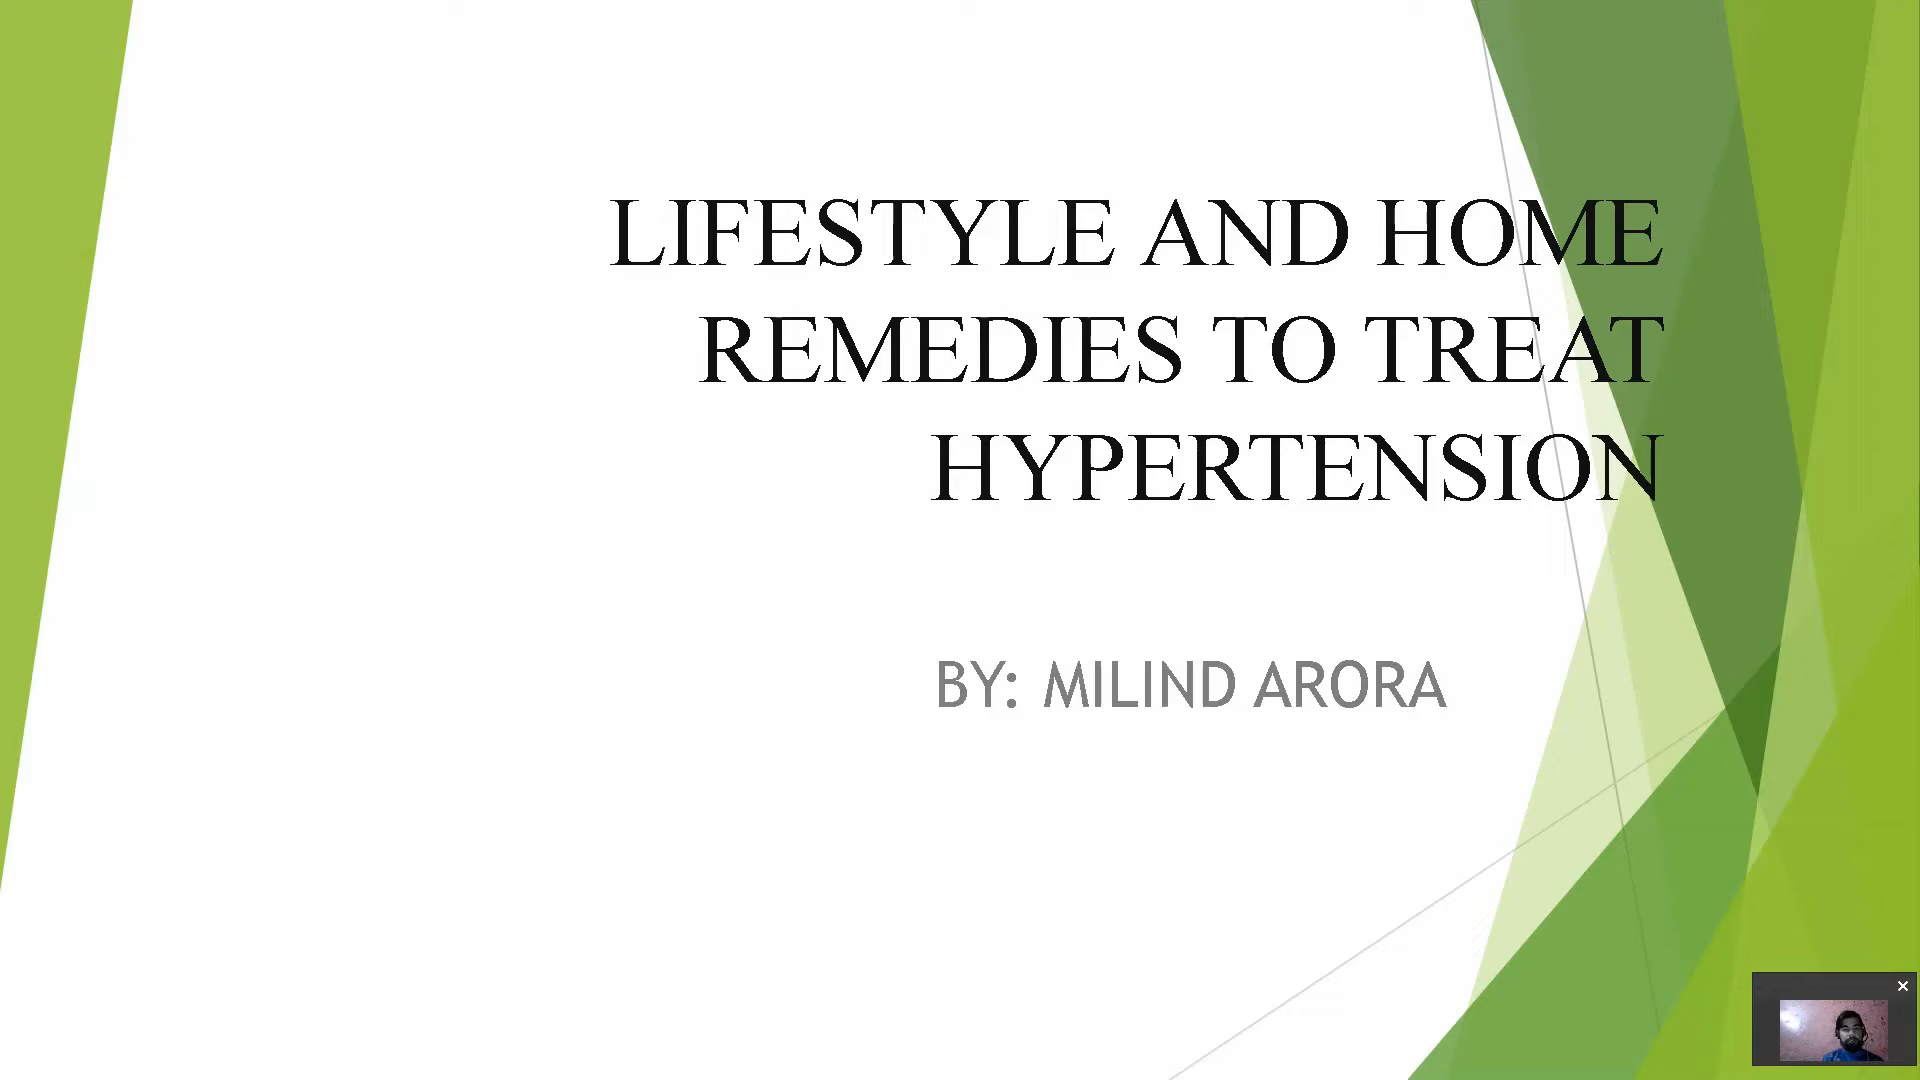 LIFESTYLE AND HOME
REMEDIES TO TREAT
HYPERTENSION
BY: MILIND ARORA